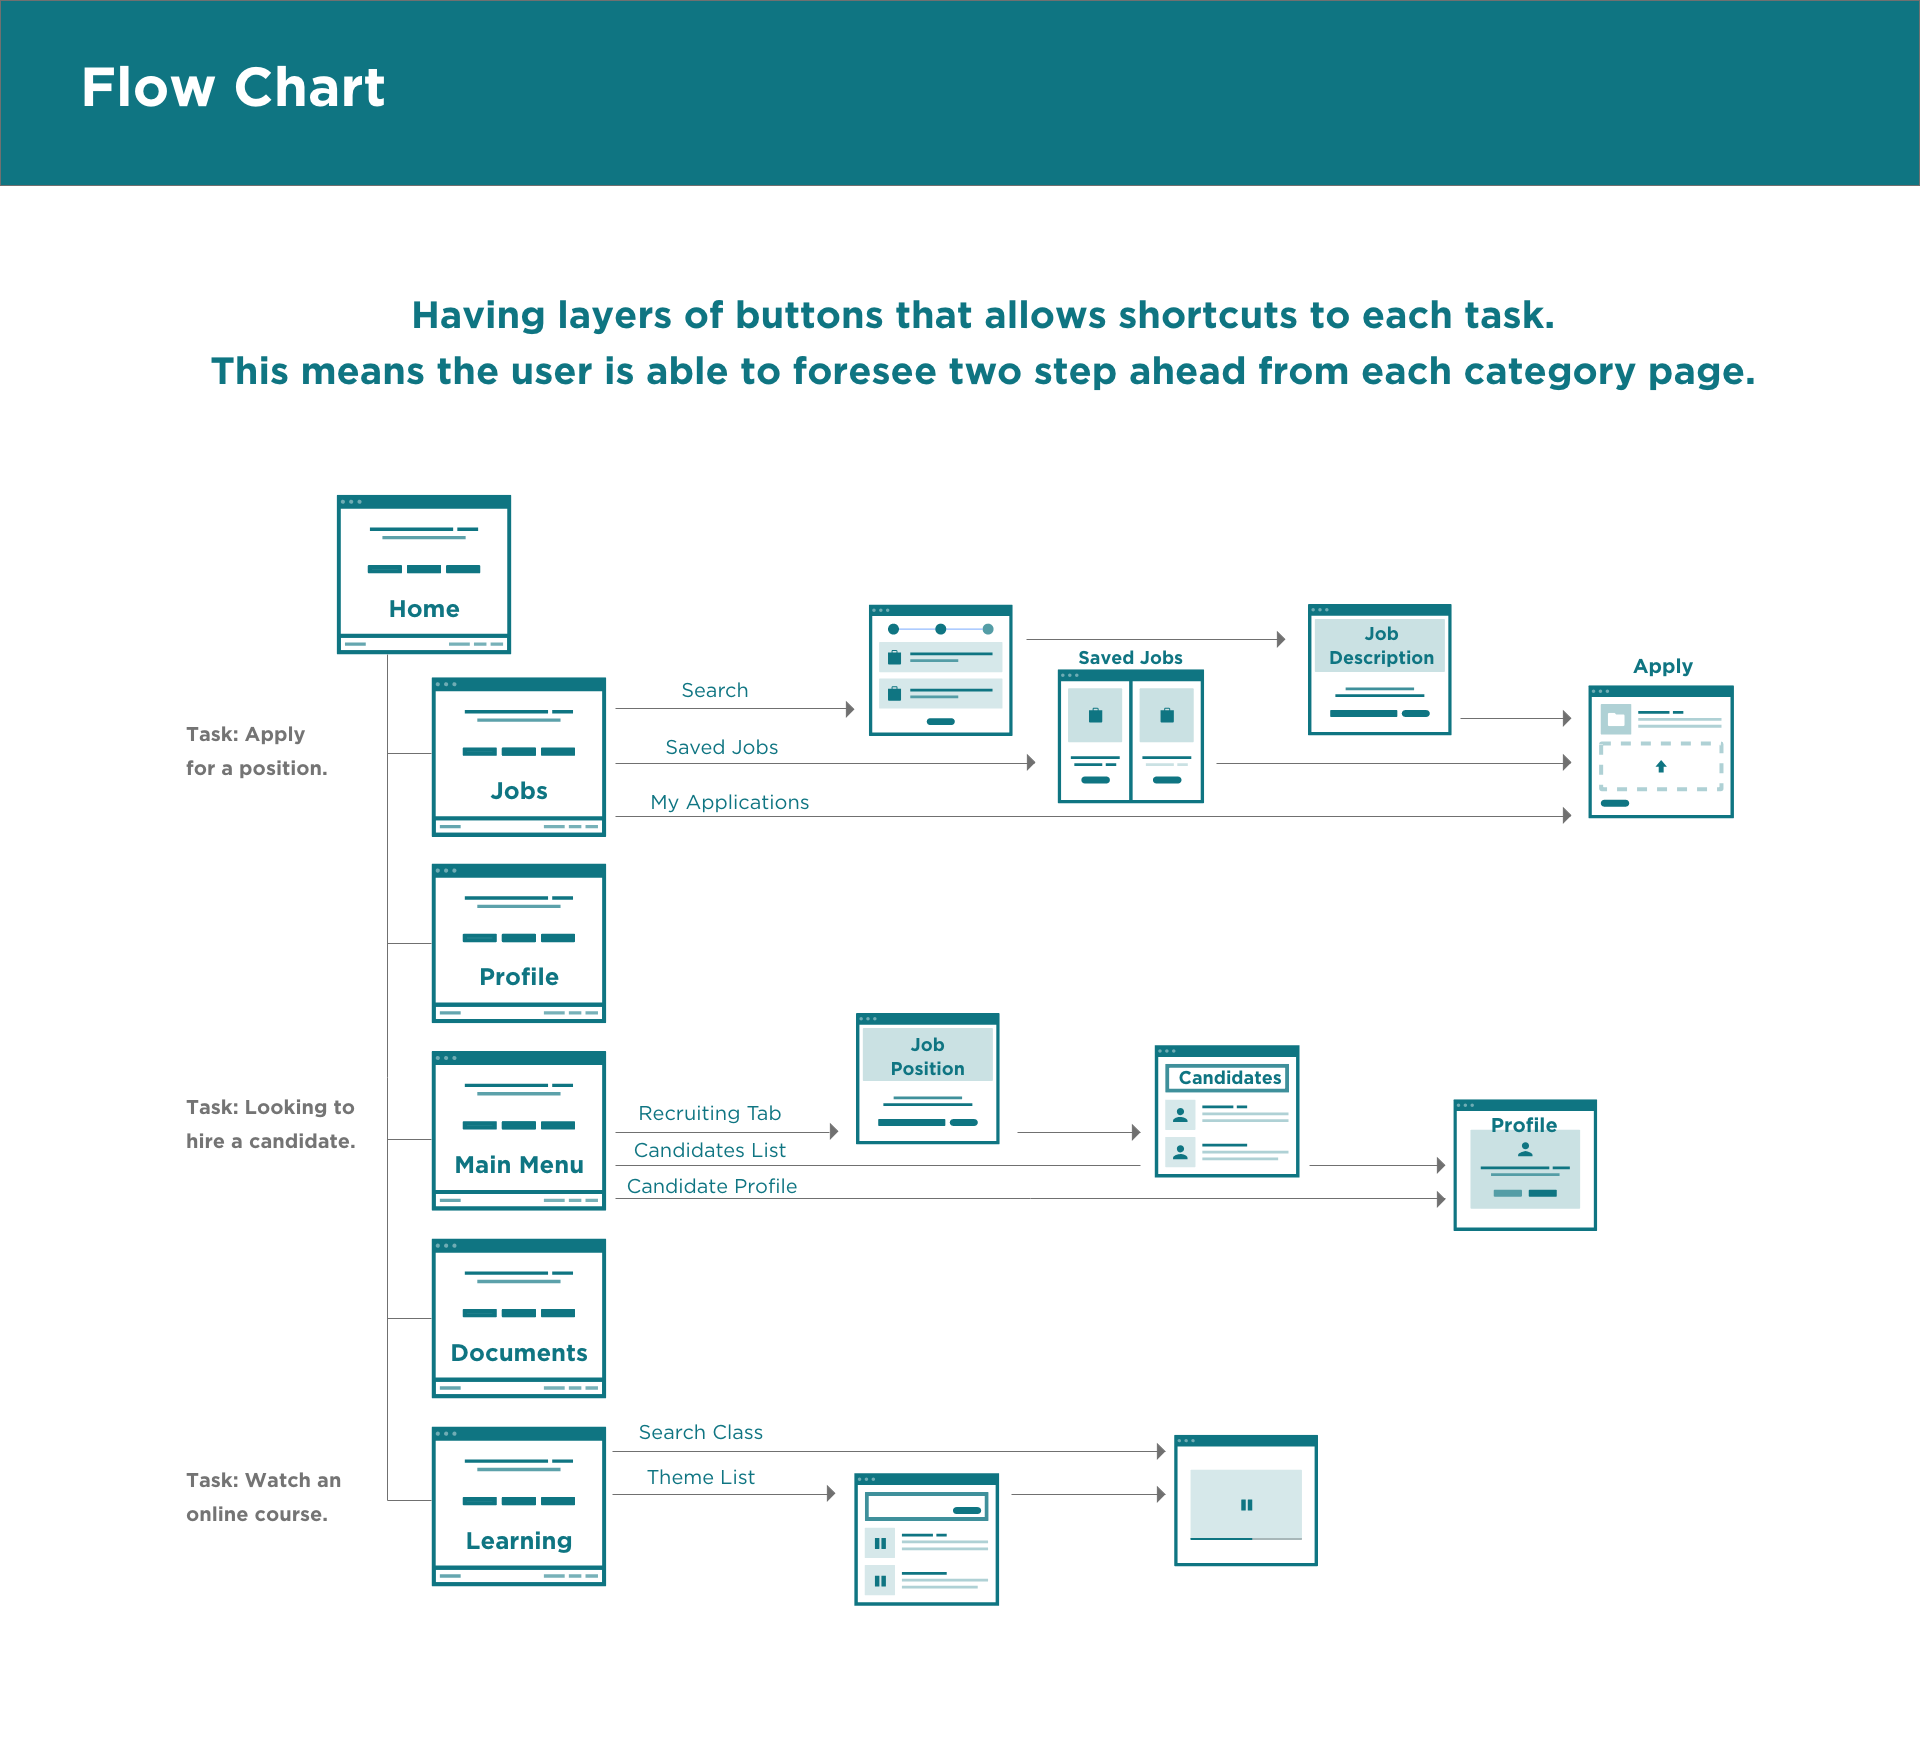 Flow Chart
Having layers of buttons that allows shortcuts to each task.
This means the user is able to foresee two step ahead from each category page.
Home
Task: Apply
for a position.
Jobs
Search
Saved Jobs
My Applications
Saved Jobs
Job
Description
Apply
Profile
Task: Looking to
hire a candidate.
Main Menu
Recruiting Tab
Candidates List
Candidate Profile
Job
Position
Candidates
Profile
Documents
Task: Watch an
online course.
Learning
Search Class
Theme List